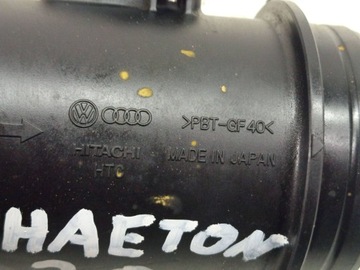 >PBT-GF40<
HITACHI MADE IN JAPAN
HTC
HAETON